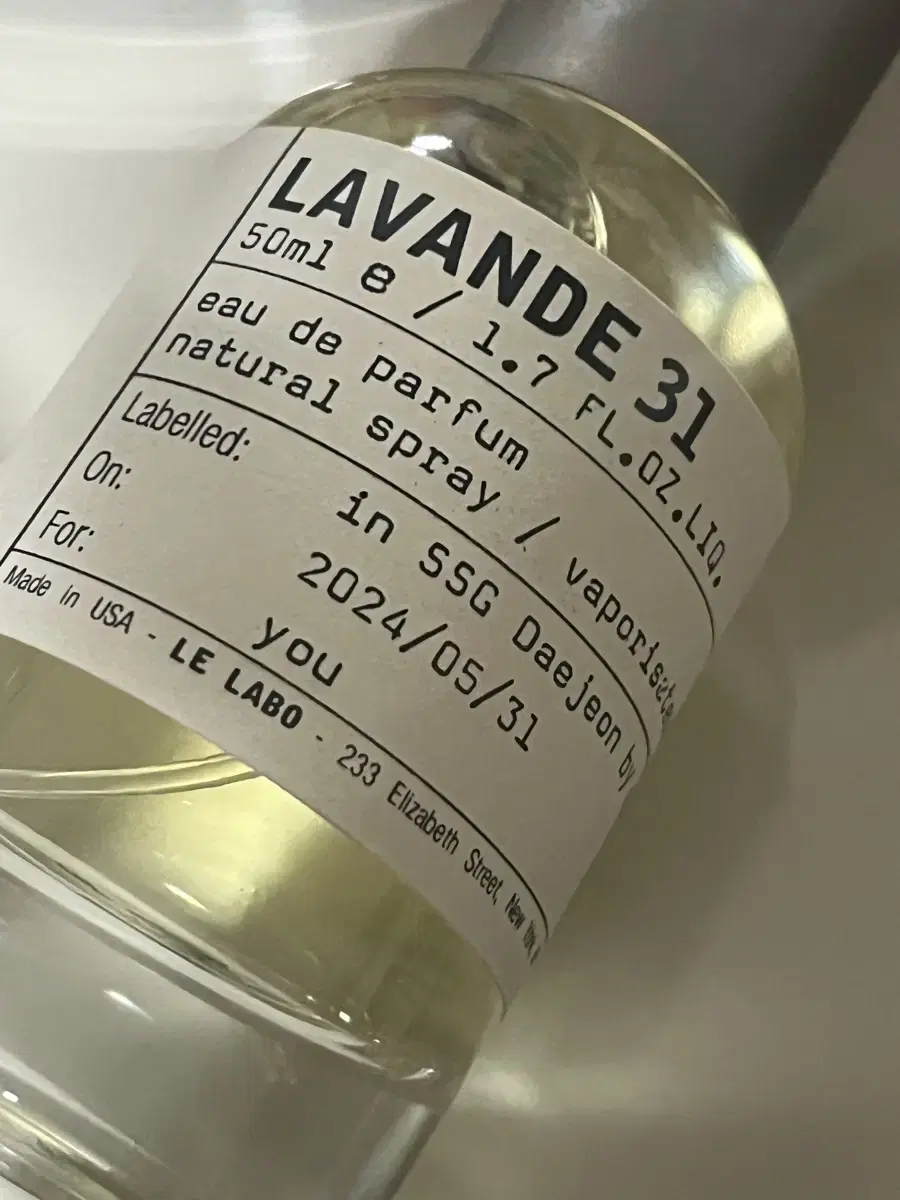 LAVANDE 31
50ml ℮ / 1.7 FL.OZ.LIQ.
eau de parfum
natural spray /
Labelled: in SSG Daejeon by
On: 2024/05/31
For: you
Made in USA - LE LABO - 233 Elizabeth Street, New